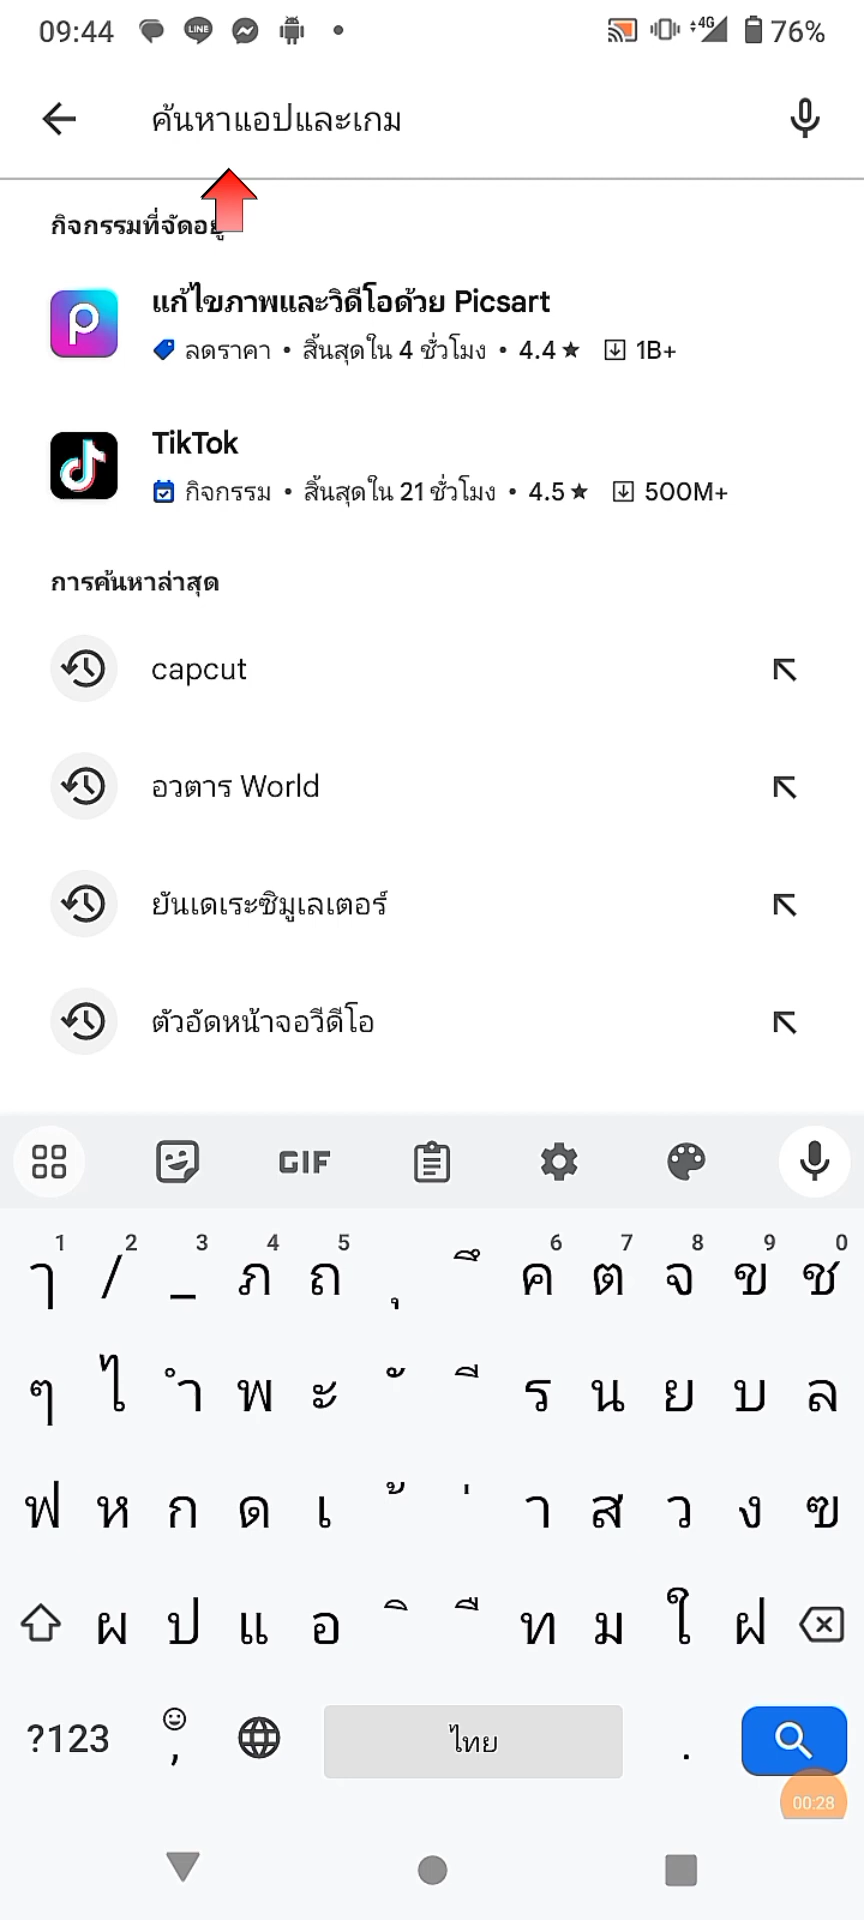 09:44 LINE 4G 76%
ค้นหาแอปและเกม
กิจกรรมที่จัดอยู่
แก้ไขภาพและวิดีโอด้วย Picsart
ลดราคา • สิ้นสุดใน 4 ชั่วโมง • 4.4 ★ 1B+
TikTok
กิจกรรม • สิ้นสุดใน 21 ชั่วโมง • 4.5 ★ 500M+
การค้นหาล่าสุด
capcut
อวตาร World
ยันเดเระซิมูเลเตอร์
ตัวอัดหน้าจอวีดีโอ
GIF
1 2 3 4 5 6 7 8 9 0
ๅ / _ ภ ถ ุ ึ ค ต จ ข ช
ๆ ไ ำ พ ะ ั ี ร น ย บ ล
ฟ ห ก ด เ ้ ่ า ส ว ง ฃ
ผ ป แ อ ิ ื ท ม ใ ฝ
?123 , ไทย .
00:28